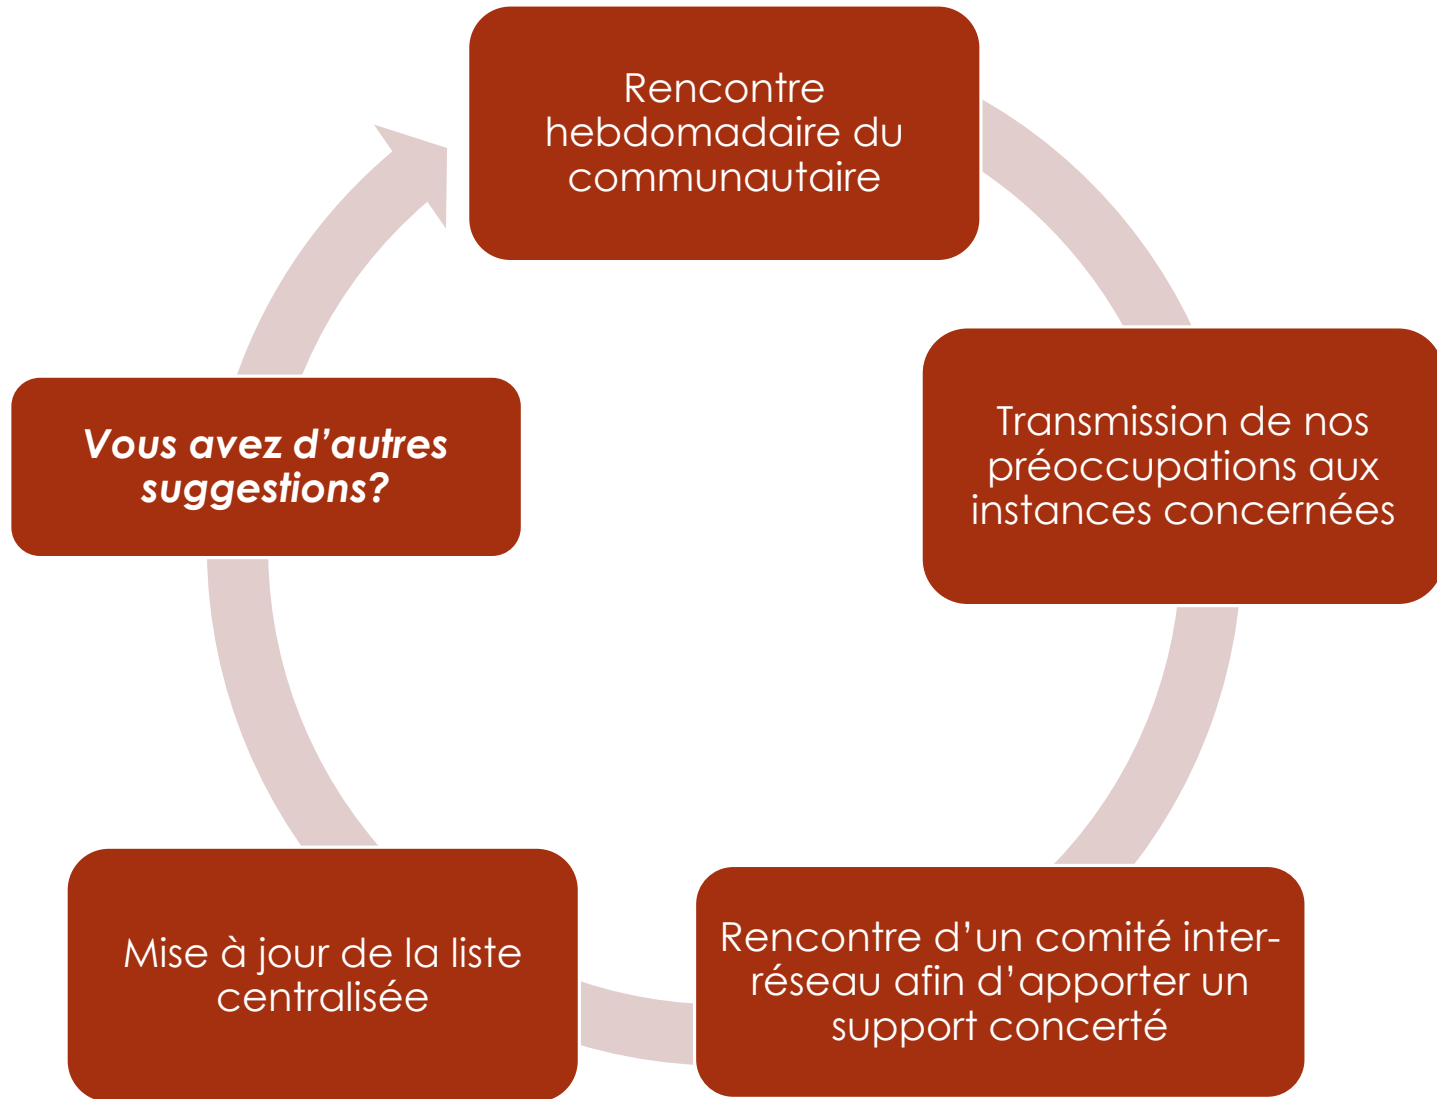 Rencontre
hebdomadaire du
communautaire
Transmission de nos
préoccupations aux
instances concernées
Rencontre d’un comité inter-
réseau afin d’apporter un
support concerté
Mise à jour de la liste
centralisée
Vous avez d’autres
suggestions?